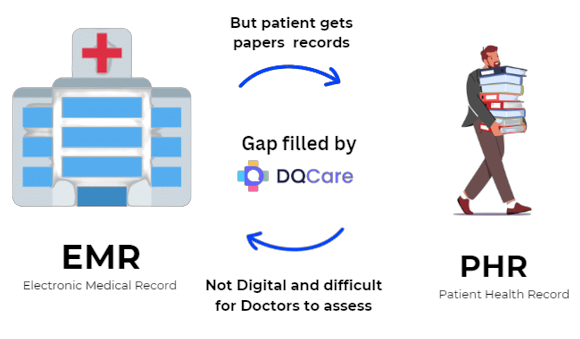 But patient gets
papers records
Gap filled by
DQCare
EMR
Electronic Medical Record
PHR
Patient Health Record
Not Digital and difficult
for Doctors to assess